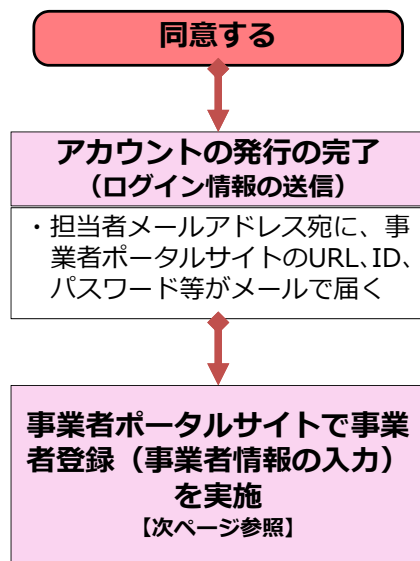 同意する
アカウントの発行の完了
（ログイン情報の送信）
・担当者メールアドレス宛に、事
業者ポータルサイトのURL、ID、
パスワード等がメールで届く
事業者ポータルサイトで事業
者登録（事業者情報の入力）
を実施
【次ページ参照】